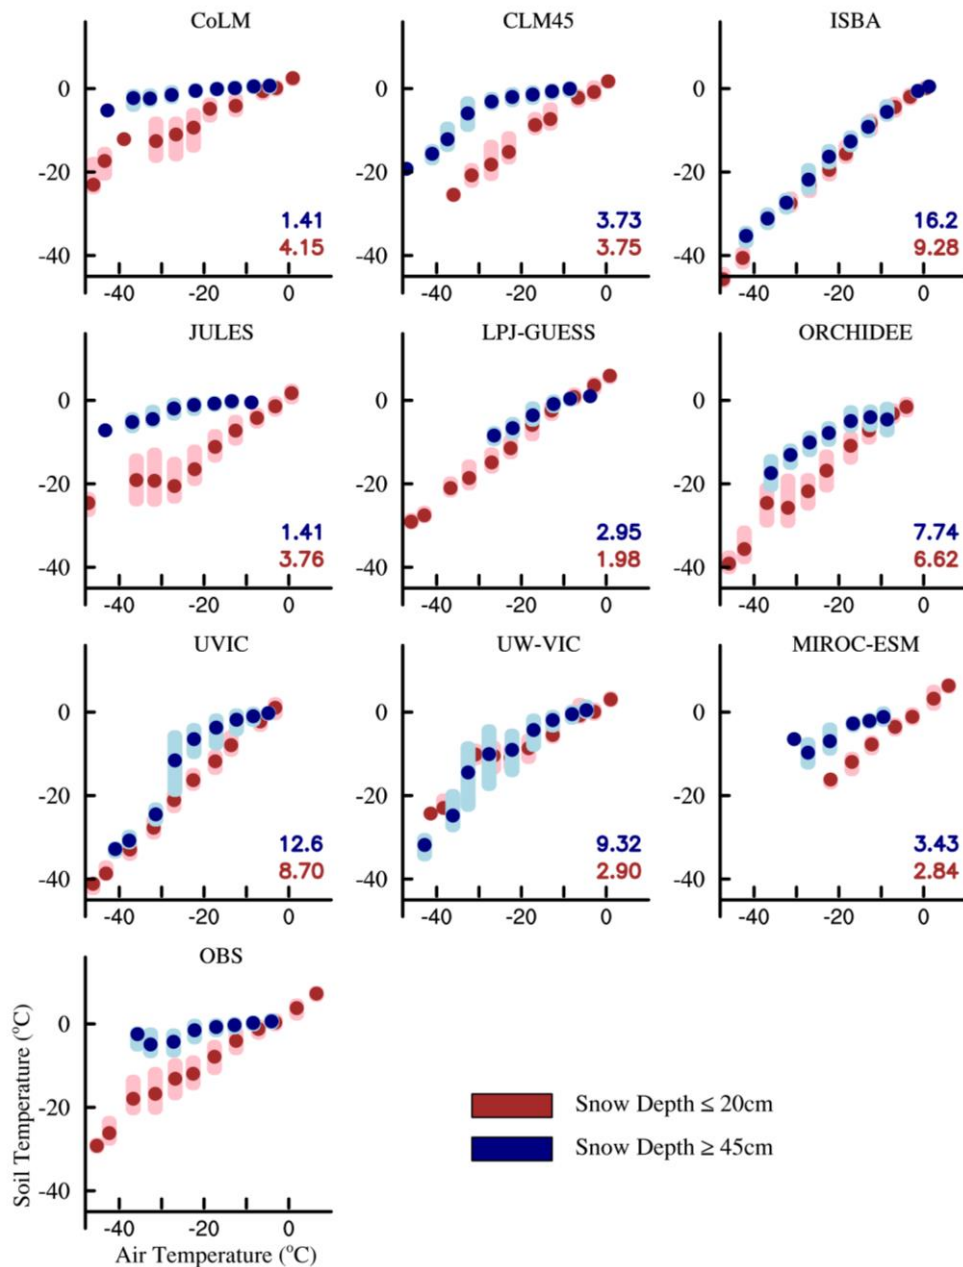 CoLM CLM45 ISBA
0 0 0
-20 -20 -20
1.41 3.73 16.2
-40 4.15 -40 3.75 -40 9.28
-40 -20 0 -40 -20 0 -40 -20 0
JULES LPJ-GUESS ORCHIDEE
0 0 0
-20 -20 -20
1.41 2.95 7.74
-40 3.76 -40 1.98 -40 6.62
-40 -20 0 -40 -20 0 -40 -20 0
UVIC UW-VIC MIROC-ESM
0 0 0
-20 -20 -20
12.6 9.32 3.43
-40 8.70 -40 2.90 -40 2.84
-40 -20 0 -40 -20 0 -40 -20 0
OBS
Soil Temperature (°C)
0
-20
-40
-40 -20 0
Air Temperature (°C)
Snow Depth ≤ 20cm
Snow Depth ≥ 45cm